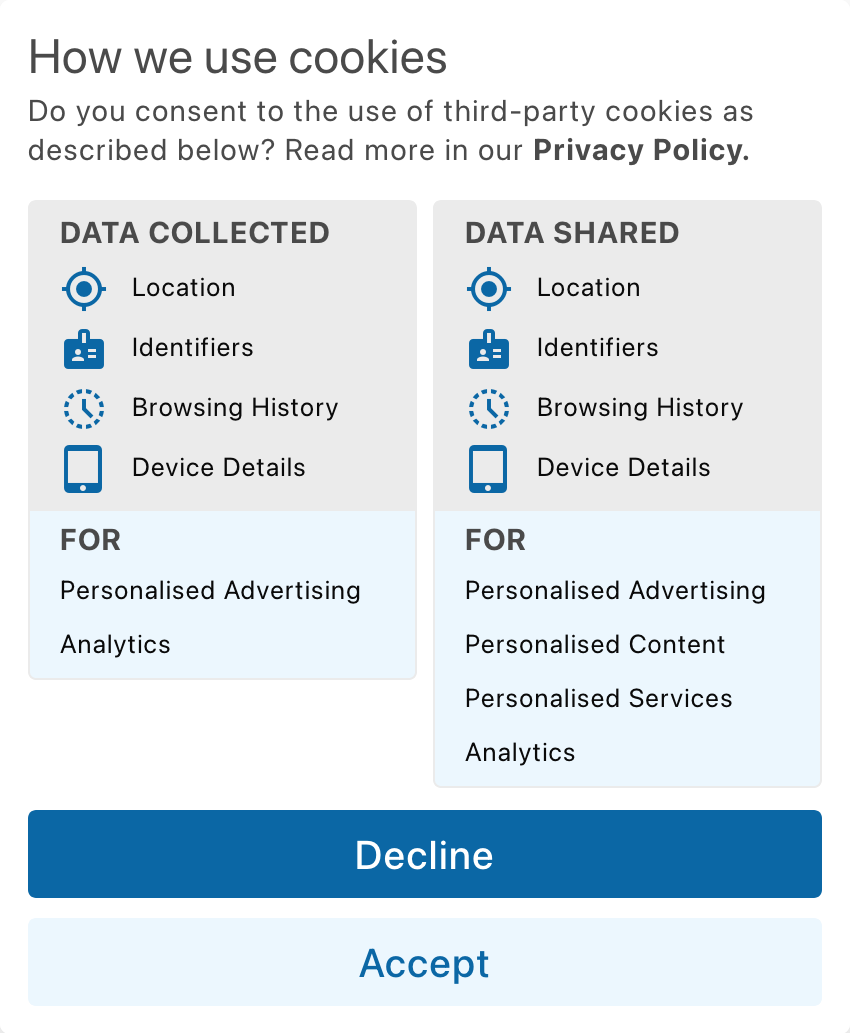 How we use cookies
Do you consent to the use of third-party cookies as
described below? Read more in our Privacy Policy.
DATA COLLECTED
Location
Identifiers
Browsing History
Device Details
FOR
Personalised Advertising
Analytics
DATA SHARED
Location
Identifiers
Browsing History
Device Details
FOR
Personalised Advertising
Personalised Content
Personalised Services
Analytics
Decline
Accept